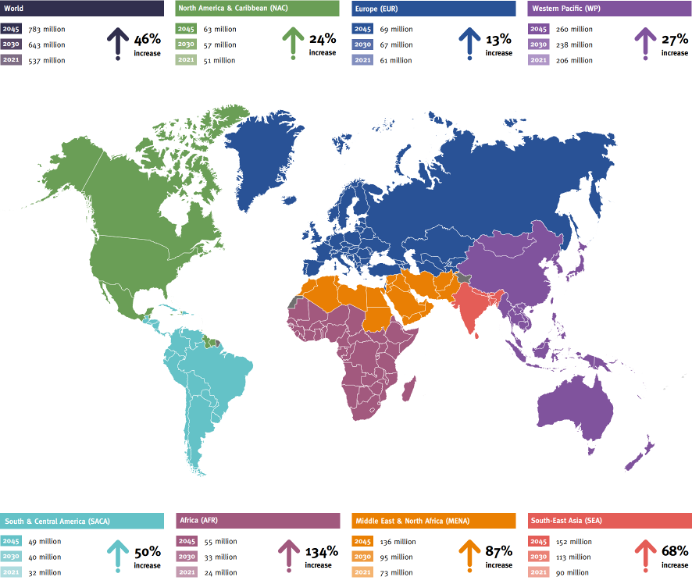 World
2045 783 million
2030 643 million
2021 537 million
46%
increase
North America & Caribbean (NAC)
2045 63 million
2030 57 million
2021 51 million
24%
increase
Europe (EUR)
2045 69 million
2030 67 million
2021 61 million
13%
increase
Western Pacific (WP)
2045 260 million
2030 238 million
2021 206 million
27%
increase
South & Central America (SACA)
2045 49 million
2030 40 million
2021 32 million
50%
increase
Africa (AFR)
2045 55 million
2030 33 million
2021 24 million
134%
increase
Middle East & North Africa (MENA)
2045 136 million
2030 95 million
2021 73 million
87%
increase
South-East Asia (SEA)
2045 152 million
2030 113 million
2021 90 million
68%
increase